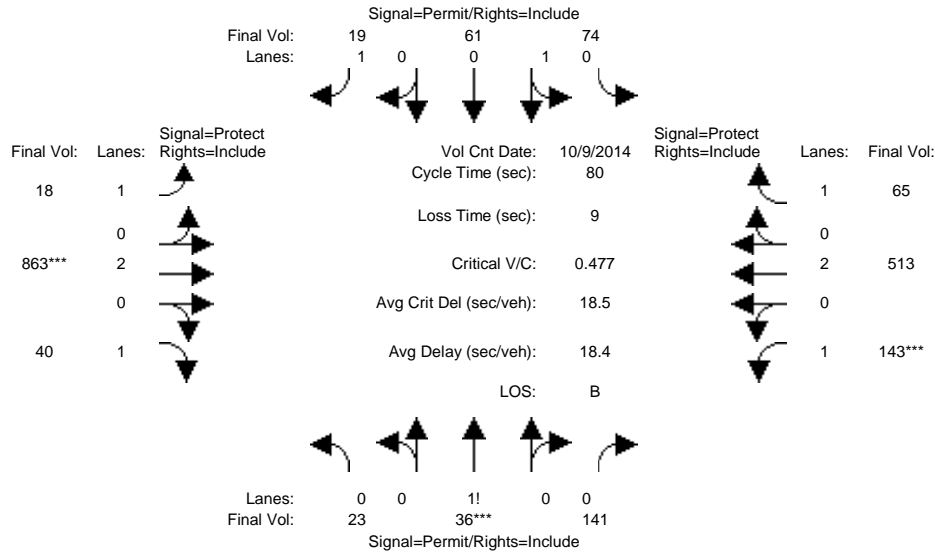 Signal=Permit/Rights=Include
Final Vol: 19 61 74
Lanes: 1 0 0 1 0
Signal=Protect
Final Vol: Lanes: Rights=Include
Vol Cnt Date: 10/9/2014
Signal=Protect
Rights=Include Lanes: Final Vol:
Cycle Time (sec): 80
18 1
1 65
Loss Time (sec): 9
0
0
863*** 2
Critical V/C: 0.477
2 513
0
Avg Crit Del (sec/veh): 18.5
0
40 1
Avg Delay (sec/veh): 18.4
1 143***
LOS: B
Lanes: 0 0 1! 0 0
Final Vol: 23 36*** 141
Signal=Permit/Rights=Include